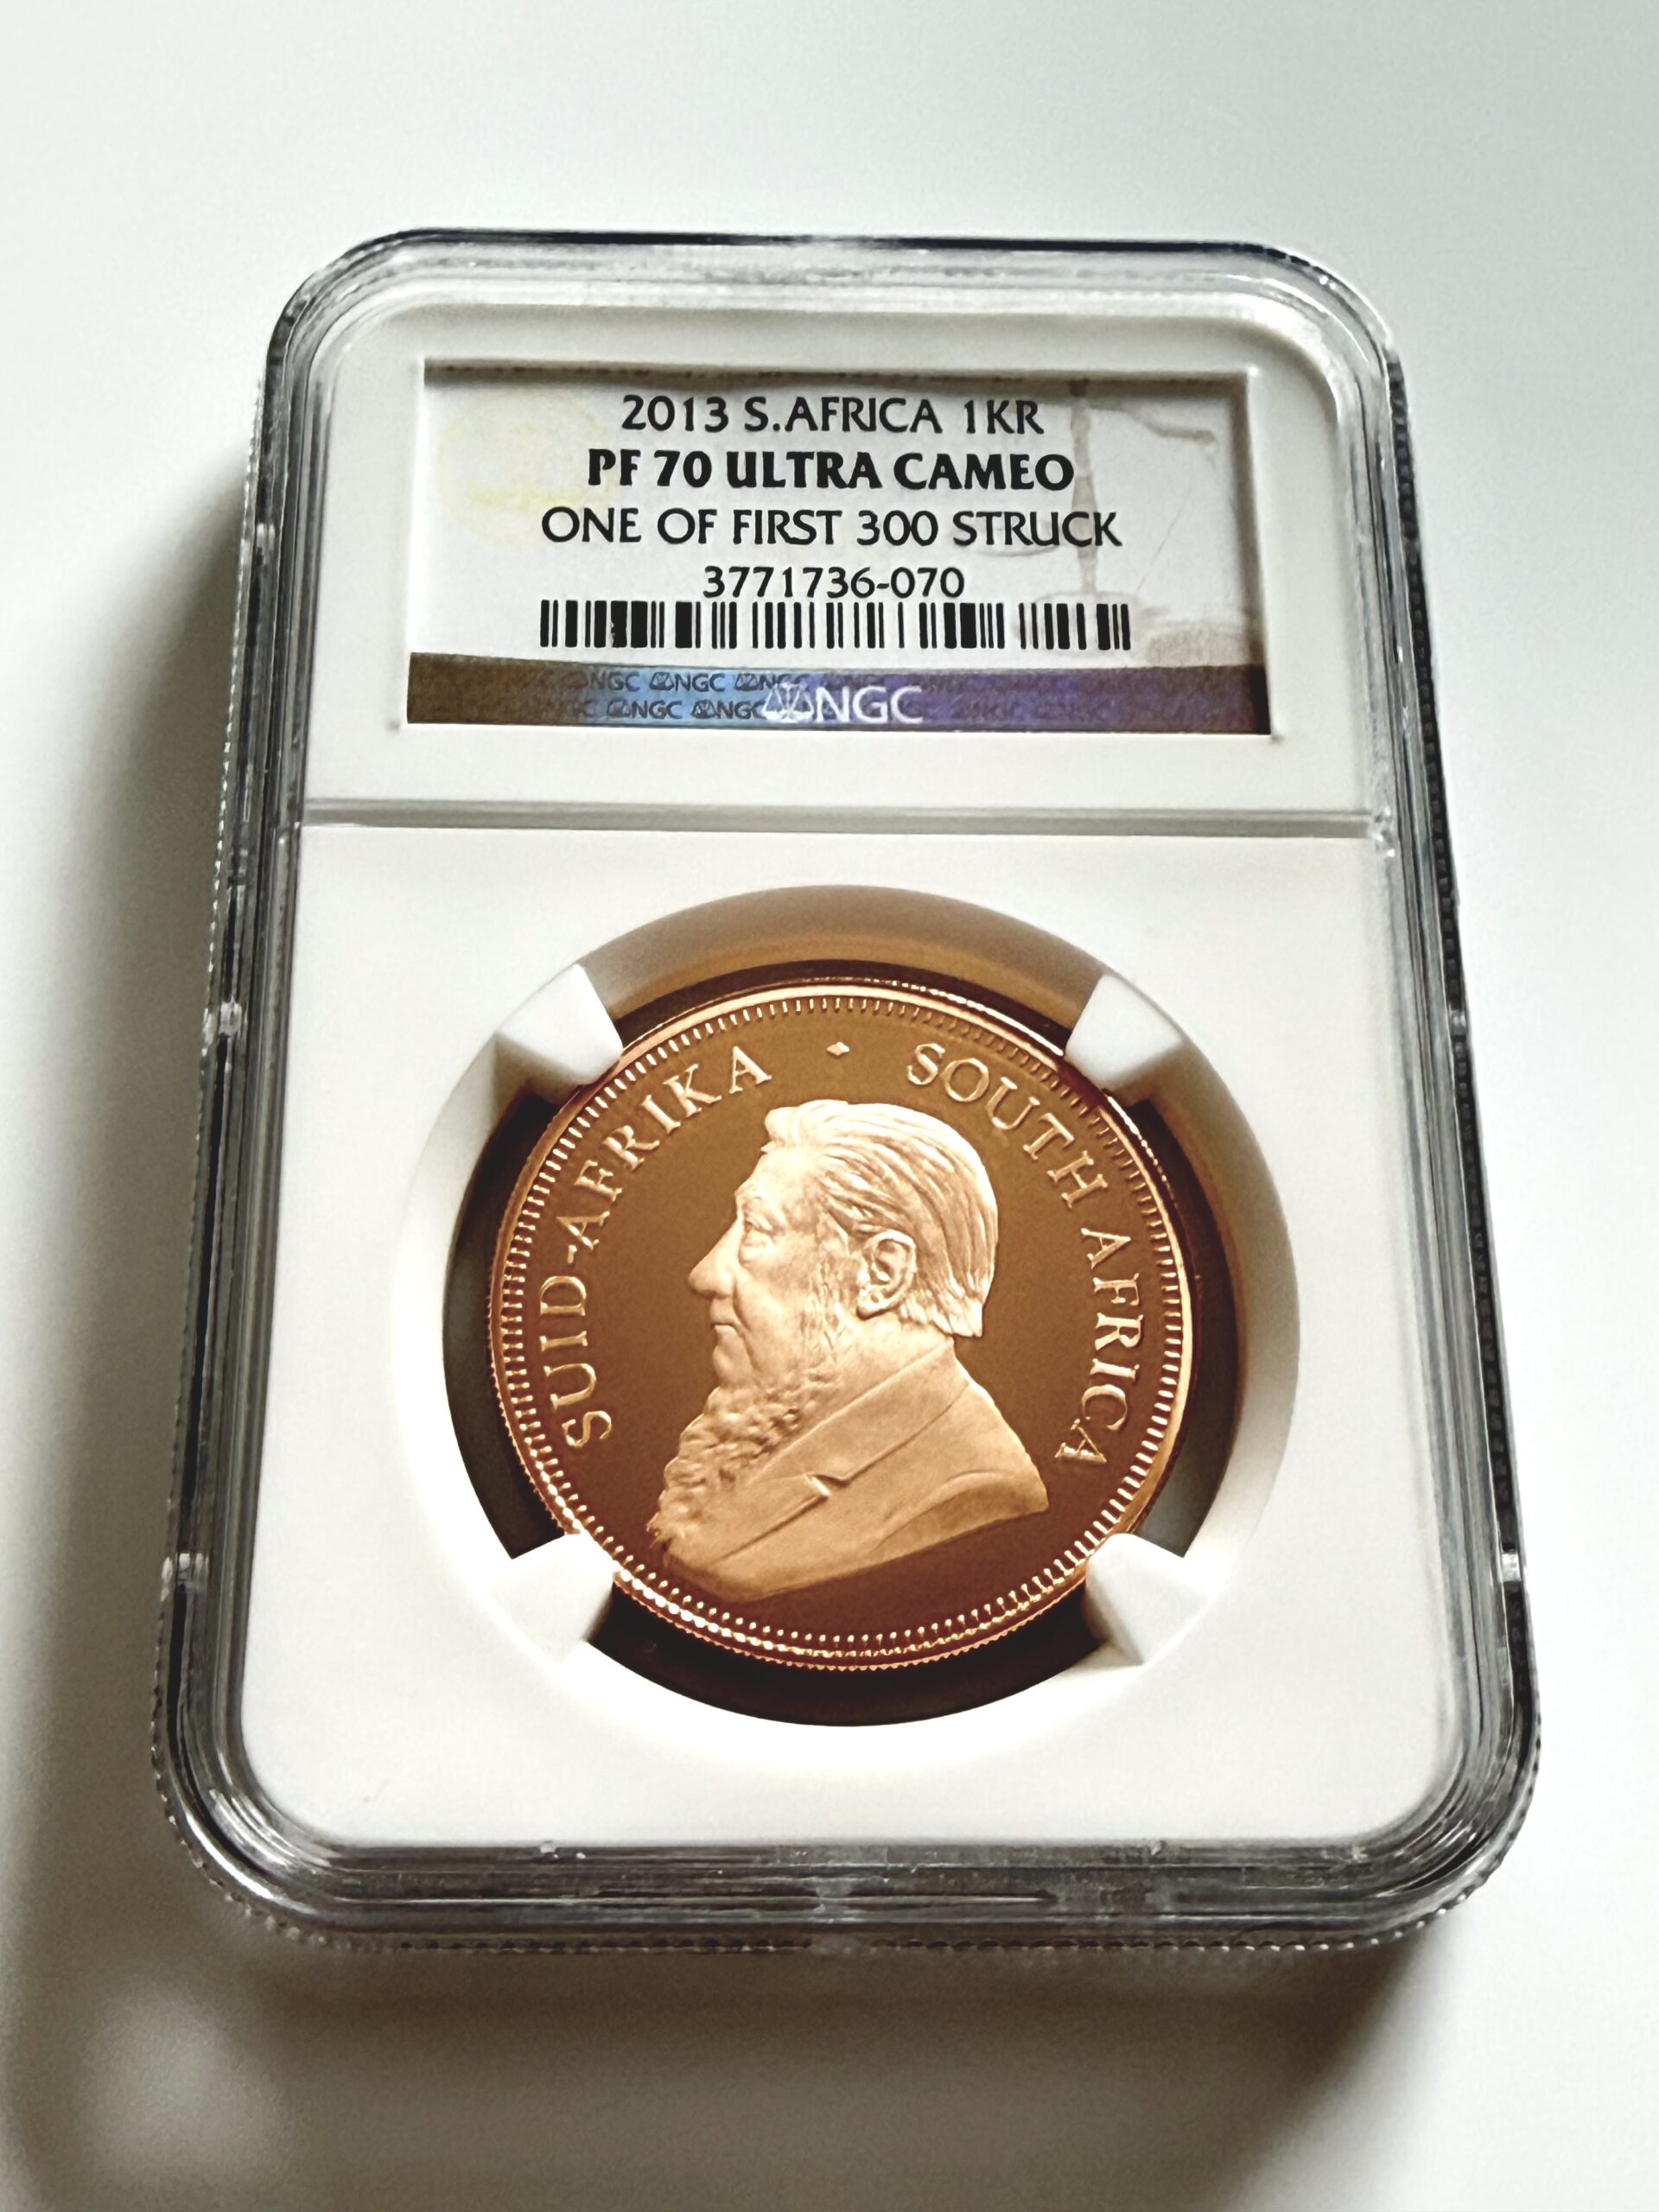 2013 S.AFRICA 1KR
PF 70 ULTRA CAMEO
ONE OF FIRST 300 STRUCK
3771736-070
NGC NGC NGC
NGC NGC NGC
NGC
SUID-AFRIKA · SOUTH AFRICA